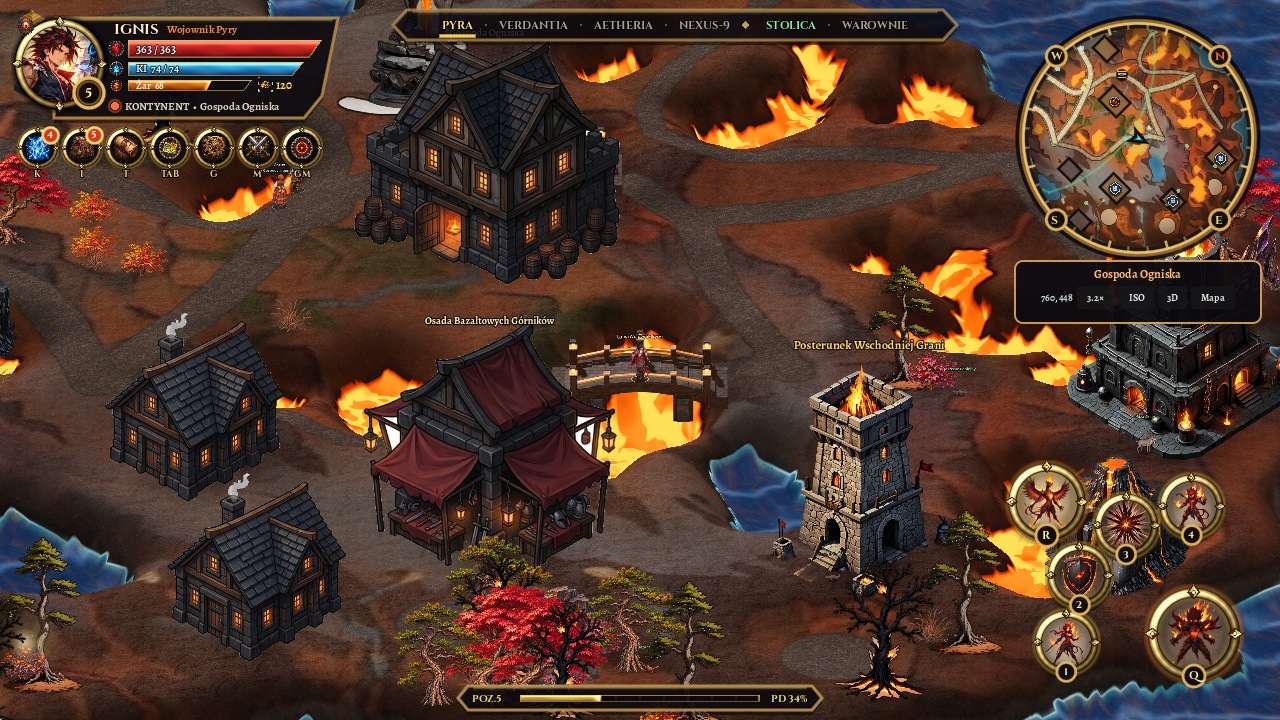 IGNIS Wojownik Pyry
363 / 363
KI 74 / 74
Żar 68
120
5
KONTYNENT • Gospoda Ogniska
4
5
K
I
T
TAB
G
M
GM
PYRA · VERDANTIA · AETHERIA · NEXUS-9 ◆ STOLICA · WAROWNIE
W
N
S
E
Gospoda Ogniska
760,448 3.2× ISO 3D Mapa
Osada Bazaltowych Górników
Posterunek Wschodniej Grani
R
3
4
2
1
Q
POZ.5
PD 34%